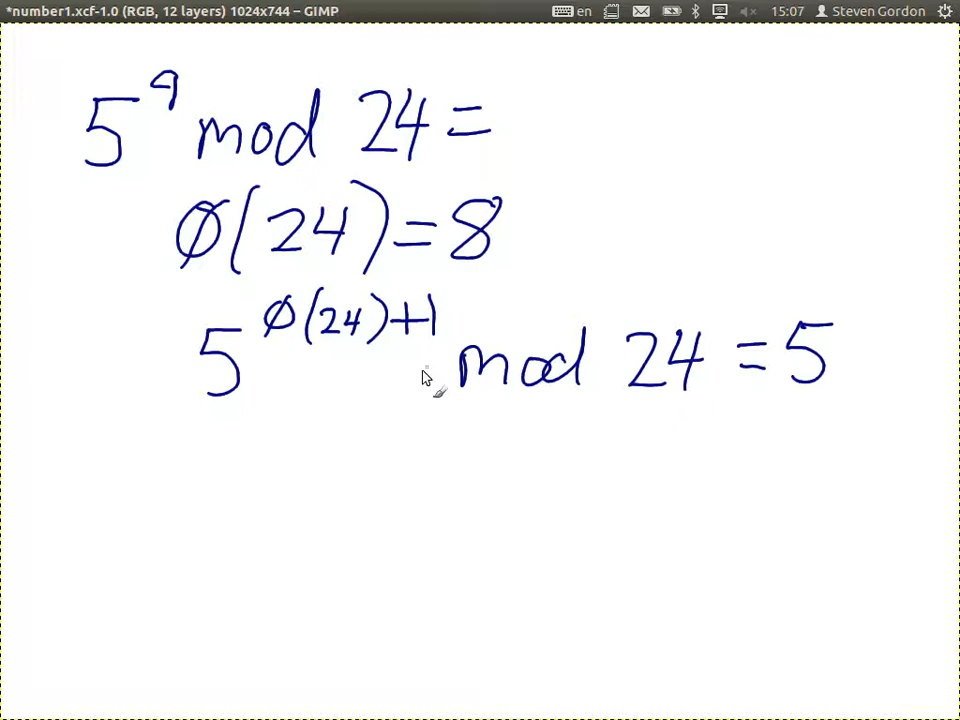 *number1.xcf-1.0 (RGB, 12 layers) 1024x744 – GIMP en 15:07 Steven Gordon
5^9 mod 24 =
ø(24) = 8
5^ø(24)+1 mod 24 = 5